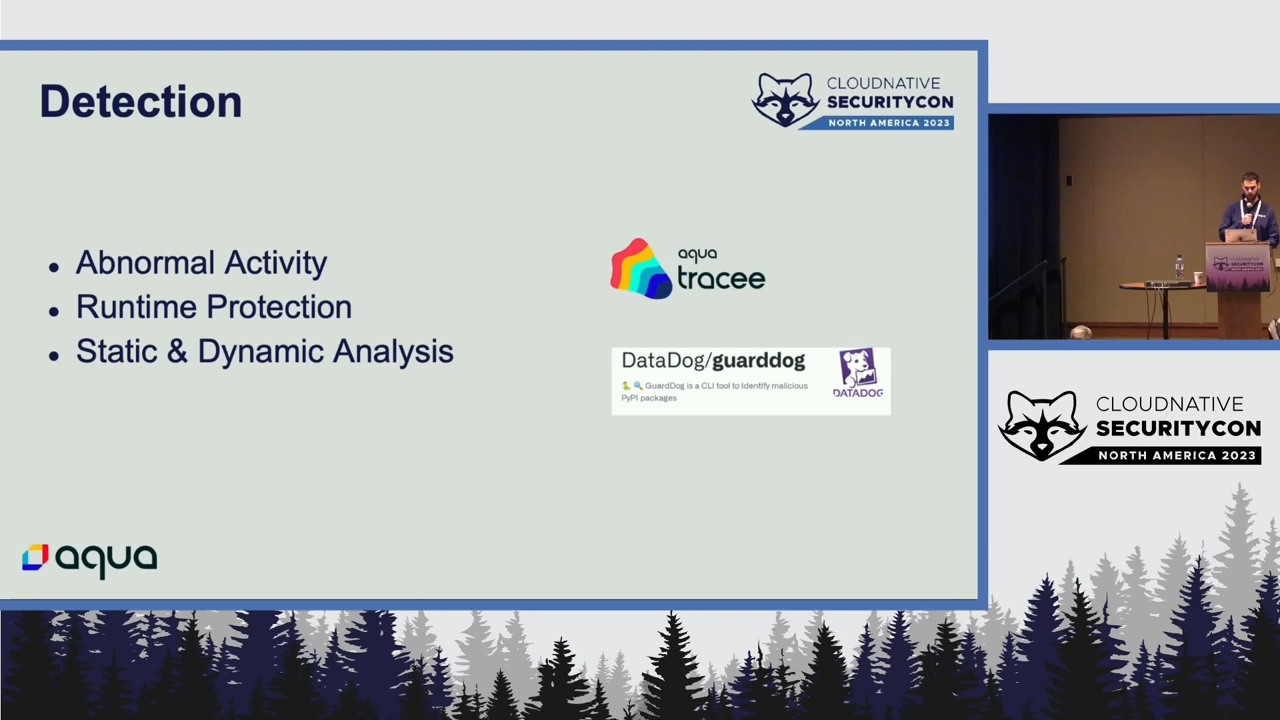 Detection
CLOUDNATIVE
SECURITYCON
NORTH AMERICA 2023
Abnormal Activity
Runtime Protection
Static & Dynamic Analysis
aqua
tracee
DataDog/guarddog
GuardDog is a CLI tool to Identify malicious
PyPI packages
DATADOG
aqua
CLOUDNATIVE
SECURITYCON
NORTH AMERICA 2023